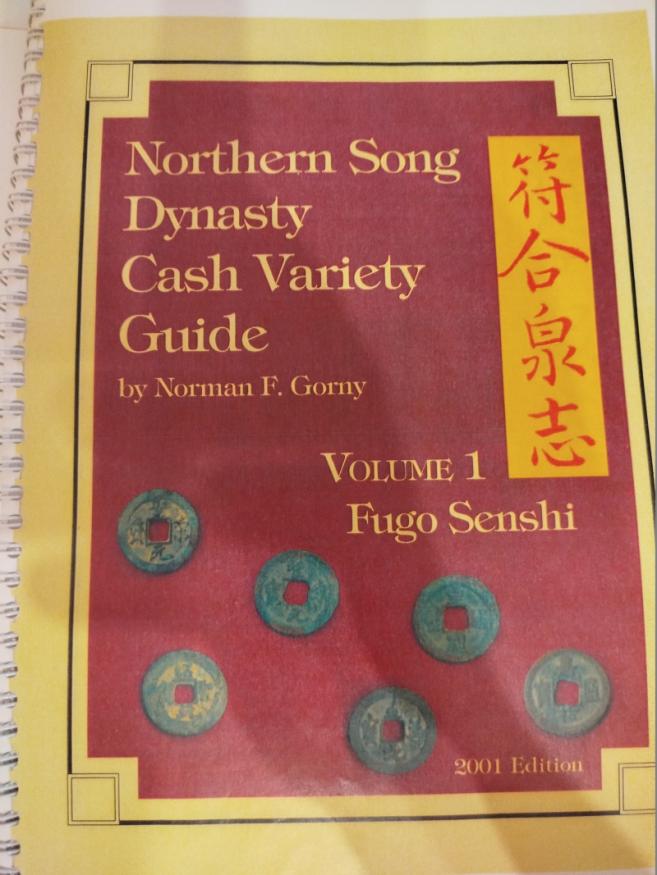 Northern Song
Dynasty
Cash Variety
Guide
by Norman F. Gorny
符合泉志
VOLUME 1
Fugo Senshi
2001 Edition